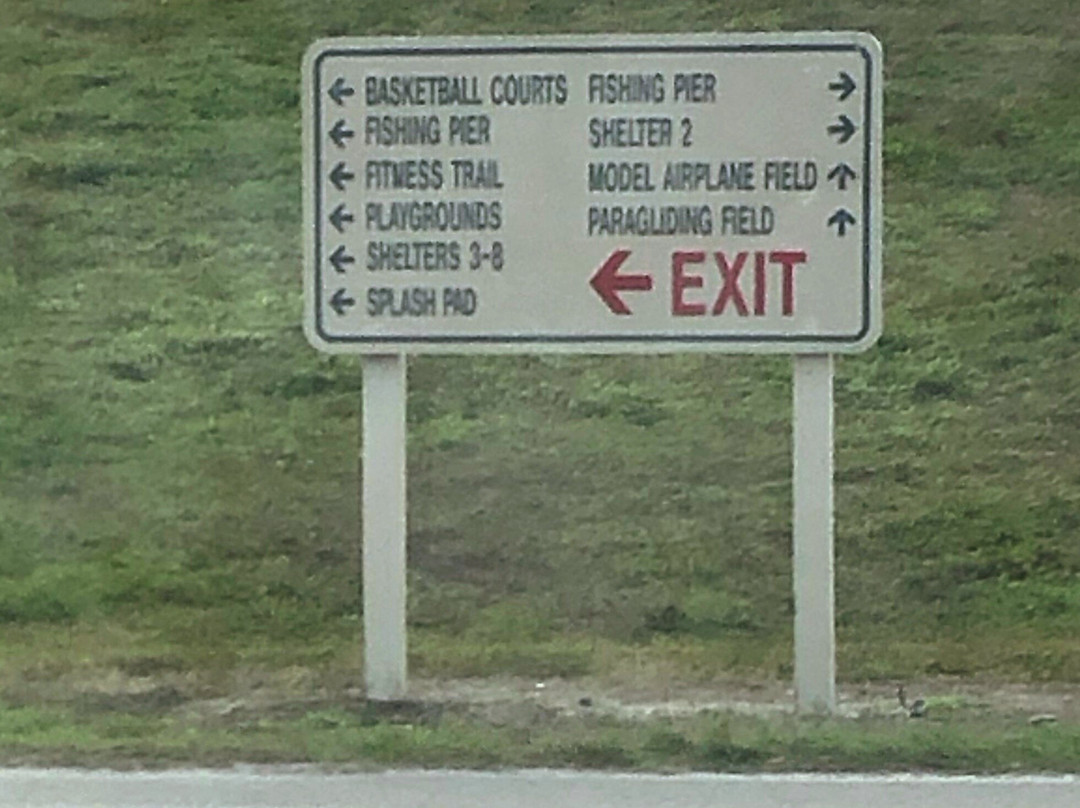 ← BASKETBALL COURTS
← FISHING PIER
← FITNESS TRAIL
← PLAYGROUNDS
← SHELTERS 3-8
← SPLASH PAD
FISHING PIER →
SHELTER 2 →
MODEL AIRPLANE FIELD ↑
PARAGLIDING FIELD ↑
← EXIT